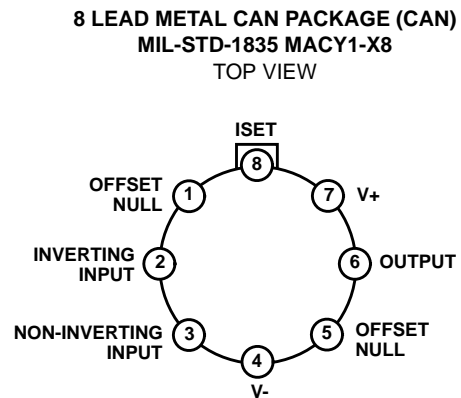 8 LEAD METAL CAN PACKAGE (CAN)
MIL-STD-1835 MACY1-X8
TOP VIEW
ISET
8
OFFSET
NULL
1
7
V+
INVERTING
INPUT
2
6
OUTPUT
NON-INVERTING
INPUT
3
5
OFFSET
NULL
4
V-